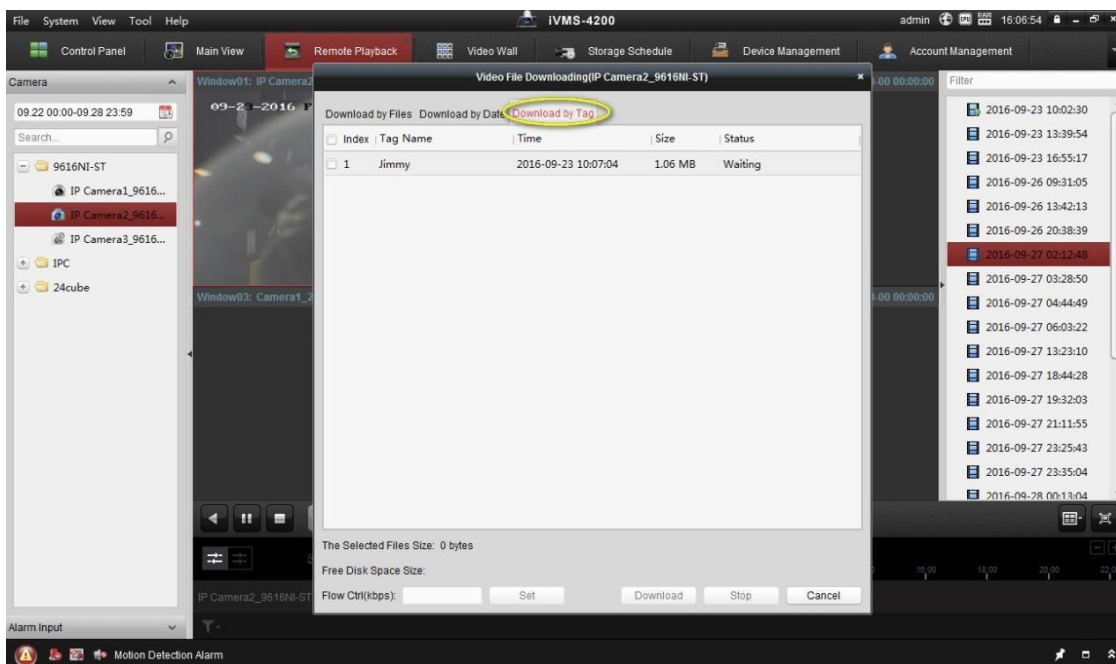 File System View Tool Help
iVMS-4200
admin 16:06:54
Control Panel
Main View
Remote Playback
Video Wall
Storage Schedule
Device Management
Account Management
Camera
09.22 00:00-09.28 23:59
Search...
9616NI-ST
IP Camera1_9616...
IP Camera2_9616...
IP Camera3_9616...
IPC
24cube
Alarm Input
Window01: IP Camera2
09-23-2016 F
Window03: Camera1_2
IP Camera2_9616NI-ST
Video File Downloading(IP Camera2_9616NI-ST)
Download by Files Download by Date Download by Tag
Index Tag Name Time Size Status
1 Jimmy 2016-09-23 10:07:04 1.06 MB Waiting
The Selected Files Size: 0 bytes
Free Disk Space Size:
Flow Ctrl(kbps): Set Download Stop Cancel
-00 00:00:00
-00 00:00:00
16:00 18:00 20:00
Filter
2016-09-23 10:02:30
2016-09-23 13:39:54
2016-09-23 16:55:17
2016-09-26 09:31:05
2016-09-26 13:42:13
2016-09-26 20:38:39
2016-09-27 02:12:48
2016-09-27 03:28:50
2016-09-27 04:44:49
2016-09-27 06:03:22
2016-09-27 13:23:10
2016-09-27 18:44:28
2016-09-27 19:32:03
2016-09-27 21:11:55
2016-09-27 23:25:43
2016-09-27 23:35:04
2016-09-28 00:13:04
Motion Detection Alarm